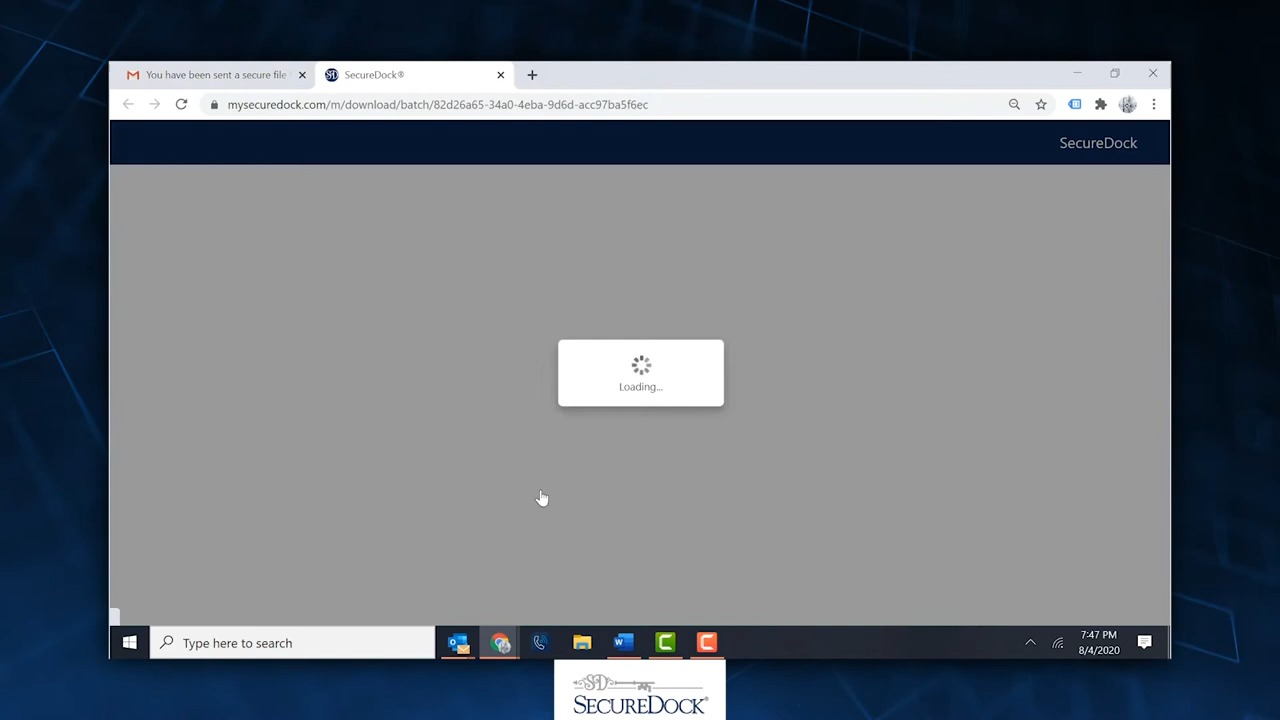 You have been sent a secure file
SecureDock®
mysecuredock.com/m/download/batch/82d26a65-34a0-4eba-9d6d-acc97ba5f6ec
SecureDock
Loading...
Type here to search
7:47 PM
8/4/2020
SD
SECUREDOCK®